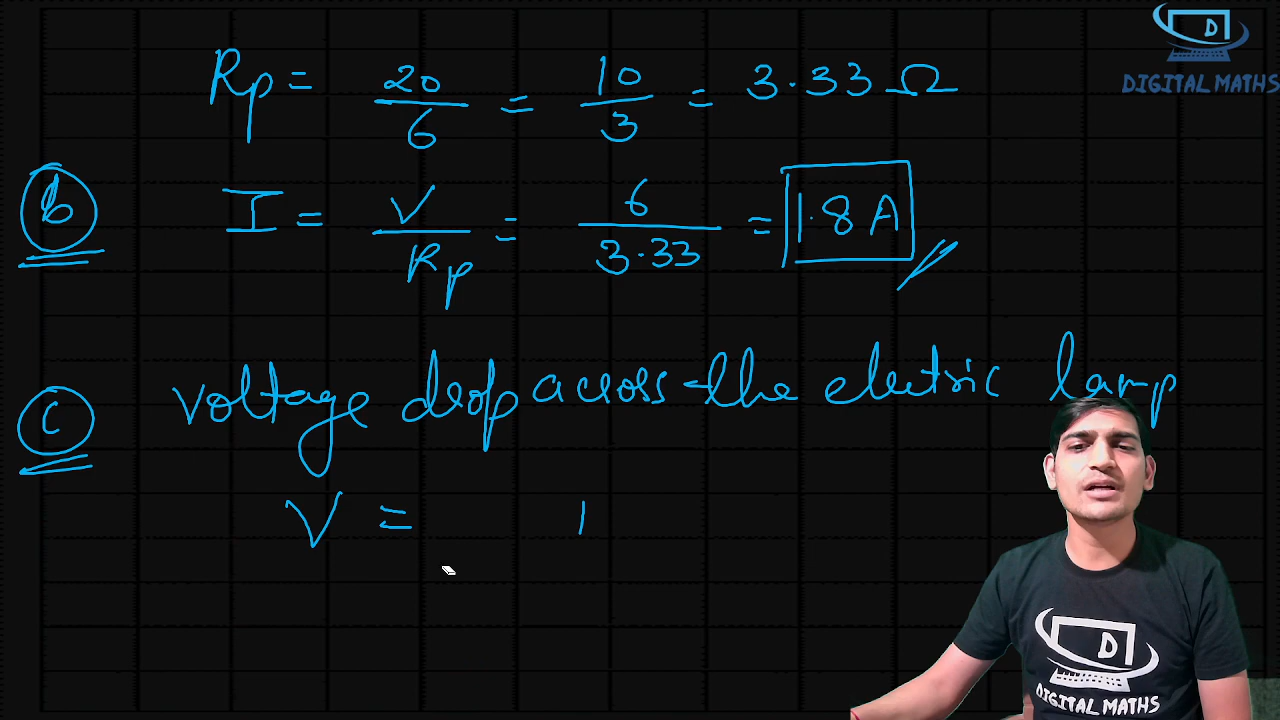 D
DIGITAL MATHS
Rp = 20/6 = 10/3 = 3.33 Ω
b I = V/Rp = 6/3.33 = 1.8 A
c voltage drop across the electric lamp
V = 1
D
DIGITAL MATHS